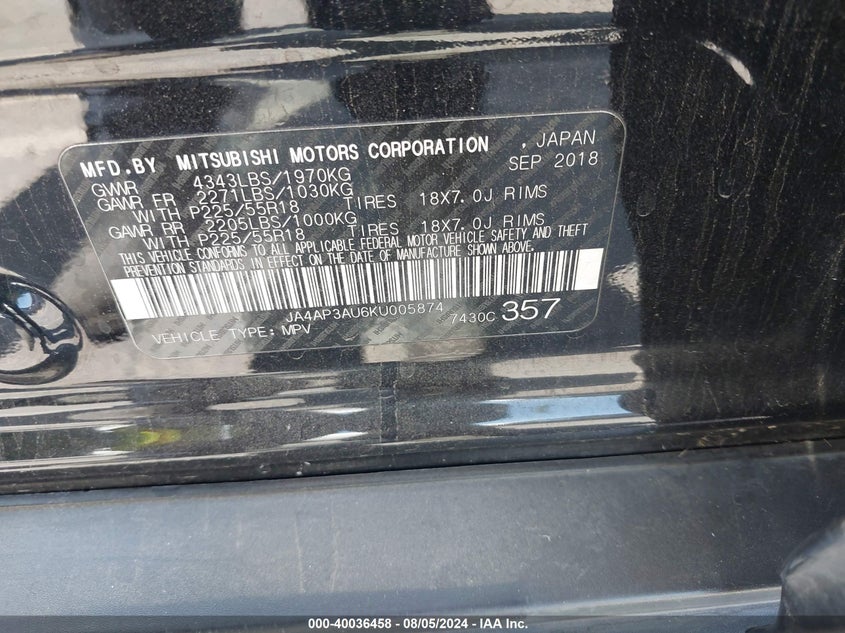 MFD.BY MITSUBISHI MOTORS CORPORATION , JAPAN
SEP 2018
GVWR 4343LBS/1970KG
GAWR FR 2271LBS/1030KG
WITH P225/55R18 TIRES 18X7.0J RIMS
GAWR RR 2205LBS/1000KG
WITH P225/55R18 TIRES 18X7.0J RIMS
THIS VEHICLE CONFORMS TO ALL APPLICABLE FEDERAL MOTOR VEHICLE SAFETY AND THEFT
PREVENTION STANDARDS IN EFFECT ON THE DATE OF MANUFACTURE SHOWN ABOVE.
JA4AP3AU6KU005874
VEHICLE TYPE: MPV 7430C 357
000-40036458 - 08/05/2024 - IAA Inc.